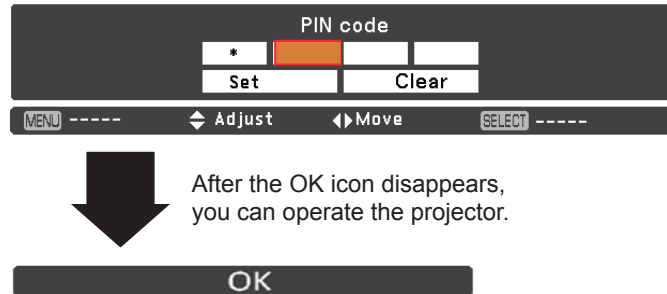 PIN code
*
Set Clear
MENU ----- Adjust Move SELECT -----
After the OK icon disappears,
you can operate the projector.
OK